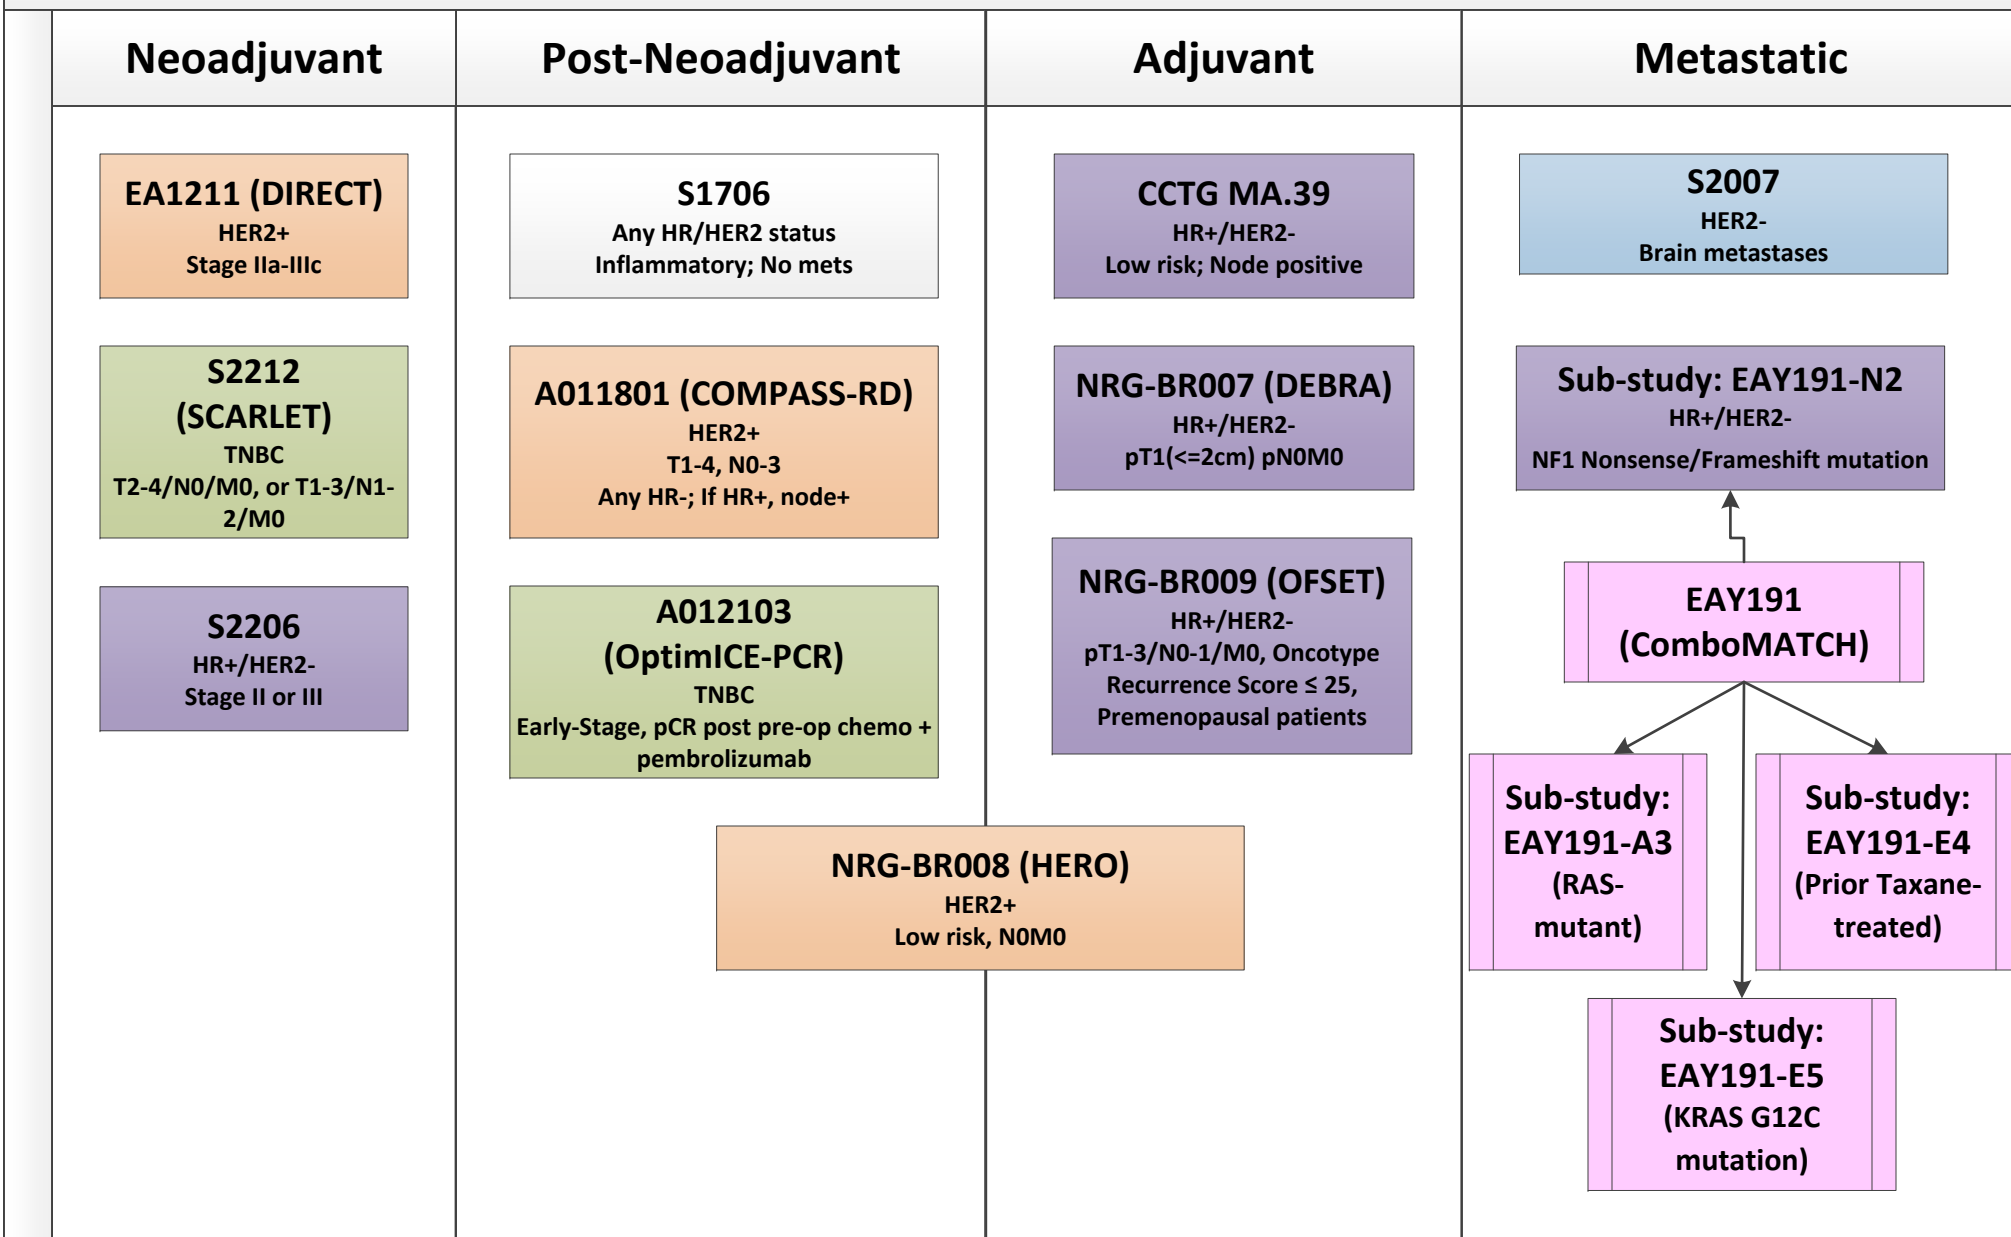 Neoadjuvant
Post-Neoadjuvant
Adjuvant
Metastatic
EA1211 (DIRECT)
HER2+
Stage IIa-IIIc
S2212
(SCARLET)
TNBC
T2-4/N0/M0, or T1-3/N1-
2/M0
S2206
HR+/HER2-
Stage II or III
S1706
Any HR/HER2 status
Inflammatory; No mets
A011801 (COMPASS-RD)
HER2+
T1-4, N0-3
Any HR-; If HR+, node+
A012103
(OptimICE-PCR)
TNBC
Early-Stage, pCR post pre-op chemo +
pembrolizumab
NRG-BR008 (HERO)
HER2+
Low risk, N0M0
CCTG MA.39
HR+/HER2-
Low risk; Node positive
NRG-BR007 (DEBRA)
HR+/HER2-
pT1(<=2cm) pN0M0
NRG-BR009 (OFSET)
HR+/HER2-
pT1-3/N0-1/M0, Oncotype
Recurrence Score ≤ 25,
Premenopausal patients
S2007
HER2-
Brain metastases
Sub-study: EAY191-N2
HR+/HER2-
NF1 Nonsense/Frameshift mutation
EAY191
(ComboMATCH)
Sub-study:
EAY191-A3
(RAS-
mutant)
Sub-study:
EAY191-E4
(Prior Taxane-
treated)
Sub-study:
EAY191-E5
(KRAS G12C
mutation)